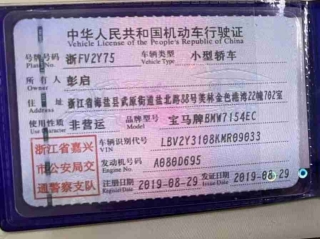 中华人民共和国机动车行驶证
Vehicle License of the People's Republic of China
号牌号码 浙FV2Y75 车辆类型 小型轿车
Plate No. Vehicle Type
所有人 彭启
Owner
住址 浙江省海盐县武原街道盐北路88号美林金色港湾22幢702室
Address
使用性质 非营运 品牌型号 宝马牌BMW7154EC
Use Character Model
浙江省嘉兴 车辆识别代号 LBV2Y3108KMR09033
VIN
市公安局交 发动机号码 A0800695
Engine No.
通警察支队 注册日期 2019-08-29 发证日期 2019-08-29
Register Date Issue Date